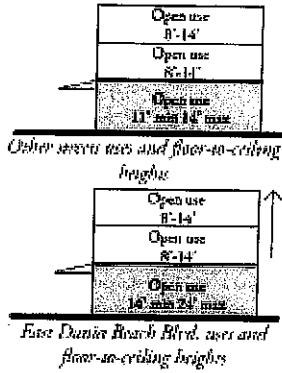 Open use
8'-14'
Open use
8'-14'
Open use
11' min 14' max
Other street uses and floor-to-ceiling
heights
Open use
8'-14'
Open use
8'-14'
Open use
14' min 24' max
East Dania Beach Blvd. uses and
floor-to-ceiling heights